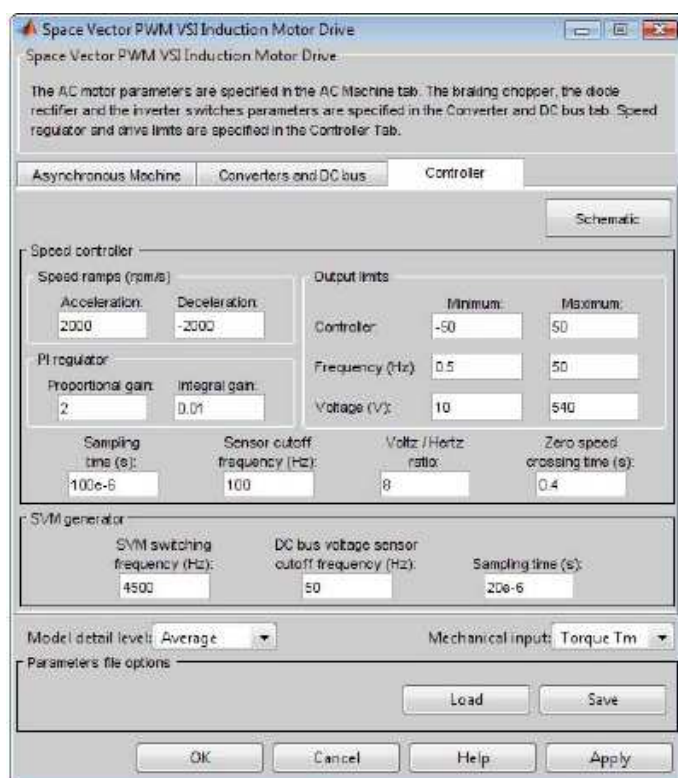 Space Vector PWM VSI Induction Motor Drive
Space Vector PWM VSI Induction Motor Drive
The AC motor parameters are specified in the AC Machine tab. The braking chopper, the diode
rectifier and the inverter switches parameters are specified in the Converter and DC bus tab. Speed
regulator and drive limits are specified in the Controller Tab.
Asynchronous Machine Converters and DC bus Controller
Schematic
Speed controller
Speed ramps (rpm/s)
Acceleration: Deceleration:
2000 -2000
PI regulator
Proportional gain: Integral gain:
2 0.01
Output limits
Minimum: Maximum:
Controller: -50 50
Frequency (Hz) 0.5 50
Voltage (V): 10 540
Sampling time (s): Sensor cutoff frequency (Hz): Voltz / Hertz ratio: Zero speed crossing time (s):
100e-6 100 8 0.4
SVM generator
SVM switching frequency (Hz): DC bus voltage sensor cutoff frequency (Hz): Sampling time (s):
4500 50 20e-6
Model detail level: Average Mechanical input: Torque Tm
Parameters file options
Load Save
OK Cancel Help Apply